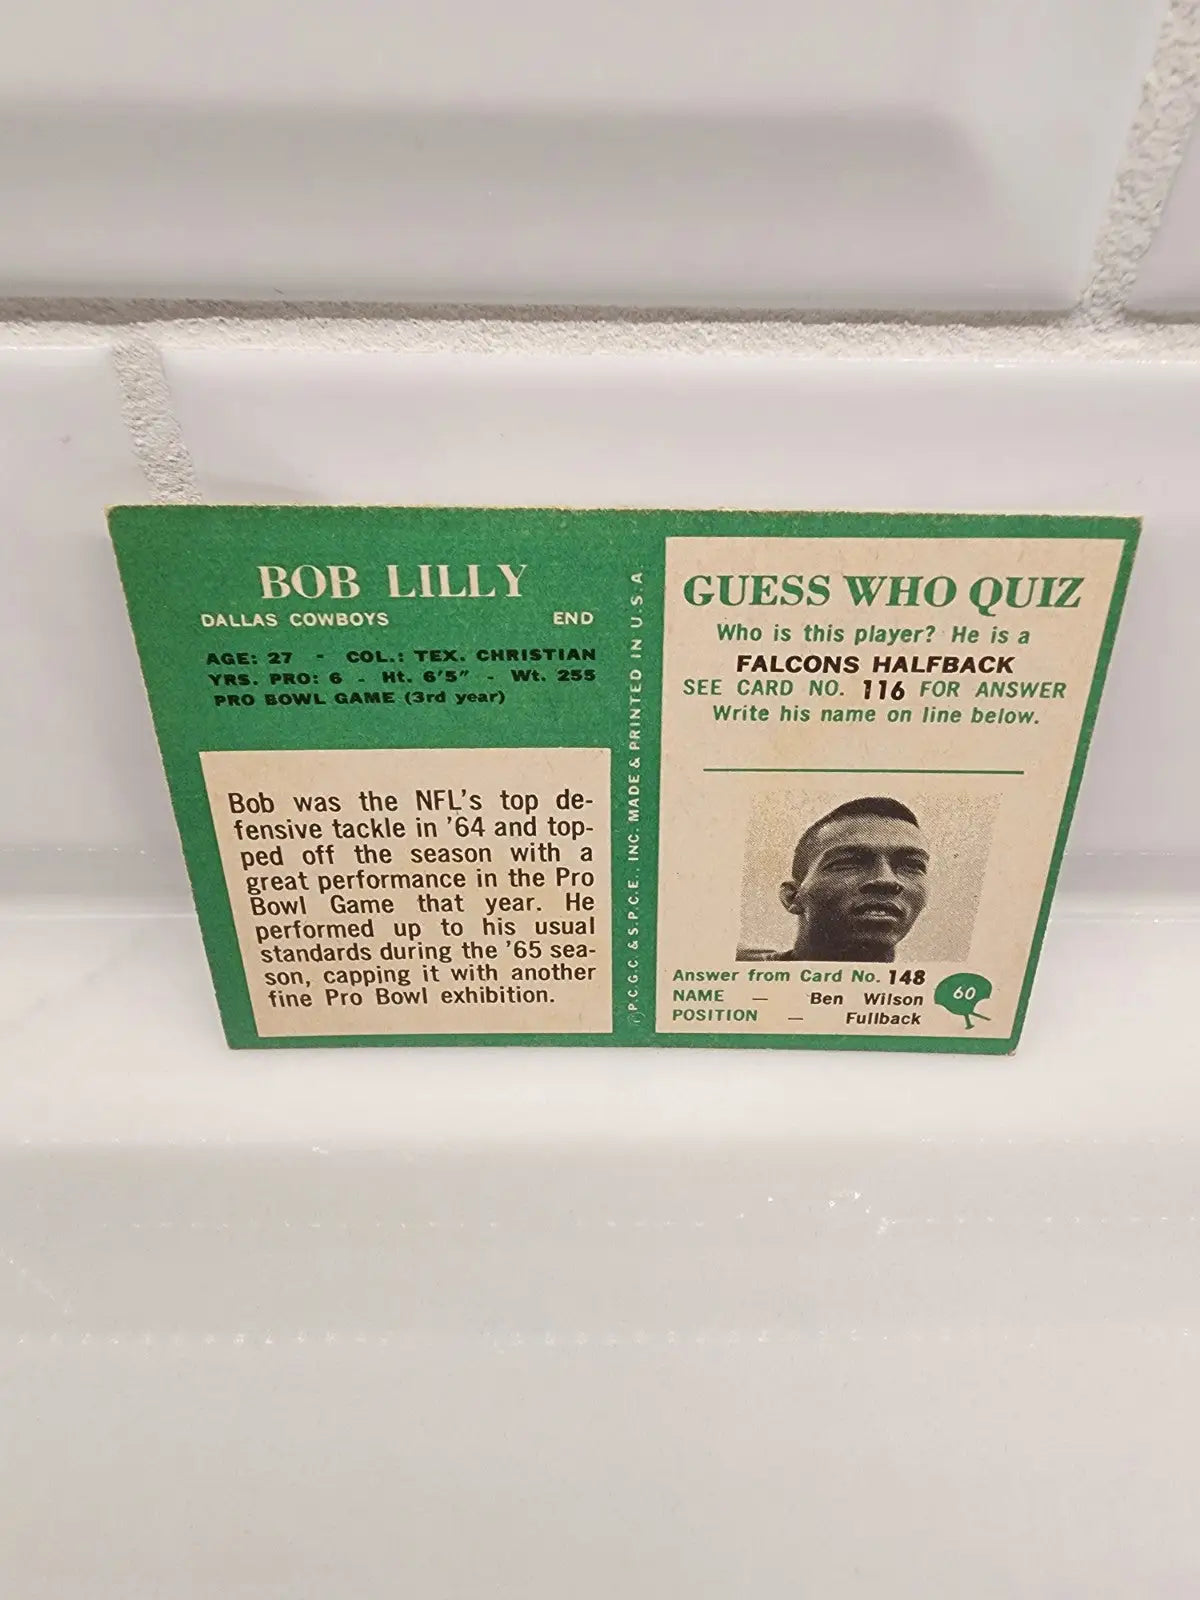 BOB LILLY
DALLAS COWBOYS END
AGE: 27 - COL.: TEX. CHRISTIAN
YRS. PRO: 6 - Ht. 6'5" - Wt. 255
PRO BOWL GAME (3rd year)
Bob was the NFL's top de-
fensive tackle in '64 and top-
ped off the season with a
great performance in the Pro
Bowl Game that year. He
performed up to his usual
standards during the '65 sea-
son, capping it with another
fine Pro Bowl exhibition.
©P.C.G.C. & S.P.C.E., INC. MADE & PRINTED IN U.S.A.
GUESS WHO QUIZ
Who is this player? He is a
FALCONS HALFBACK
SEE CARD NO. 116 FOR ANSWER
Write his name on line below.
Answer from Card No. 148
NAME — Ben Wilson
POSITION — Fullback
60